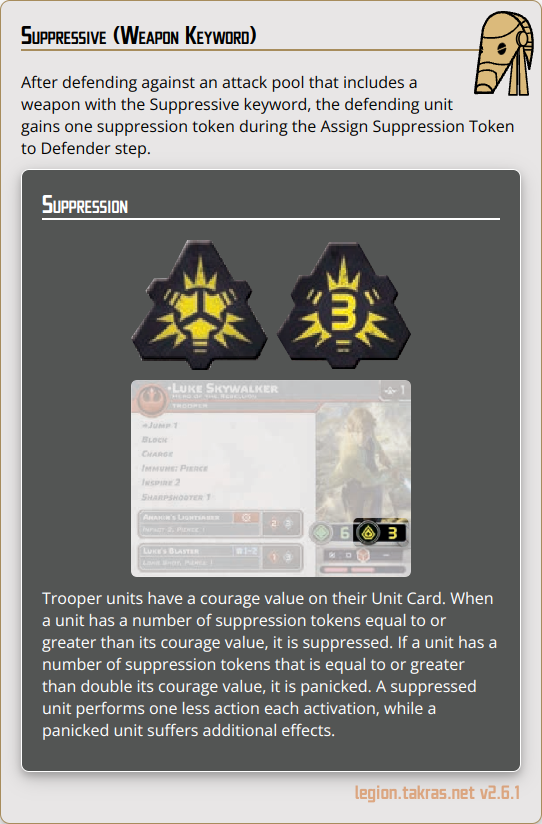 Suppressive (Weapon Keyword)
After defending against an attack pool that includes a
weapon with the Suppressive keyword, the defending unit
gains one suppression token during the Assign Suppression Token
to Defender step.
Suppression
3
•Luke Skywalker
Hero of the Rebellion
Trooper
1
Jump 1
Block
Charge
Immune: Pierce
Inspire 2
Sharpshooter 1
Anakin's Lightsaber
Impact 2, Pierce 2
6
3
Luke's Blaster
1-2
Long Shot, Pierce 1
Trooper units have a courage value on their Unit Card. When
a unit has a number of suppression tokens equal to or
greater than its courage value, it is suppressed. If a unit has a
number of suppression tokens that is equal to or greater
than double its courage value, it is panicked. A suppressed
unit performs one less action each activation, while a
panicked unit suffers additional effects.
legion.takras.net v2.6.1